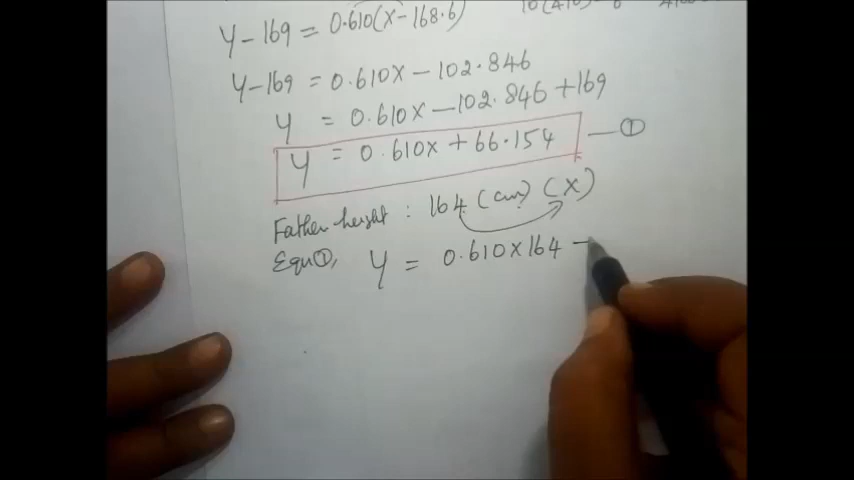 Y - 169 = 0.610(X - 168.6)
Y - 169 = 0.610X - 102.846
Y = 0.610X - 102.846 + 169
Y = 0.610X + 66.154 — ①
Father height : 164 (cm) (X)
Equ①, Y = 0.610 X 164 -